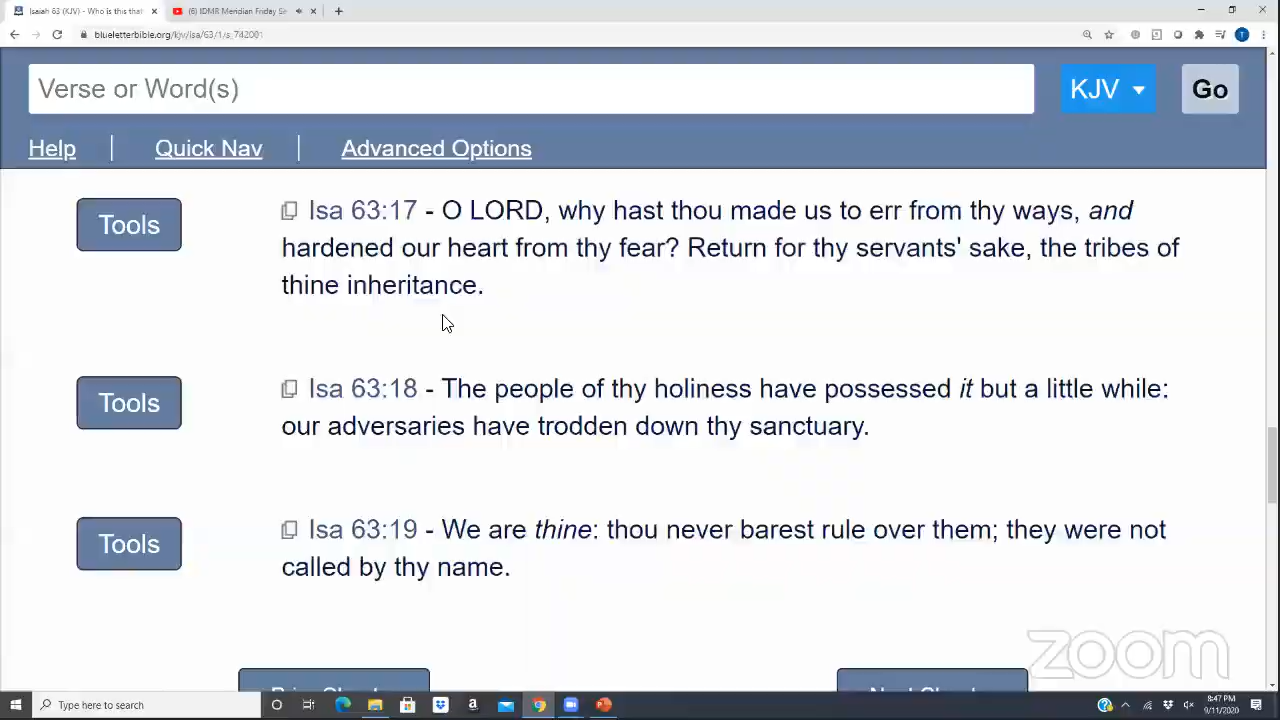 Isaiah 63 (KJV) - Who is this that
(6) IDMR Meridian Friday Se
blueletterbible.org/kjv/isa/63/1/s_742001
Verse or Word(s)
KJV
Go
Help
Quick Nav
Advanced Options
Tools
Isa 63:17 - O LORD, why hast thou made us to err from thy ways, and
hardened our heart from thy fear? Return for thy servants' sake, the tribes of
thine inheritance.
Tools
Isa 63:18 - The people of thy holiness have possessed it but a little while:
our adversaries have trodden down thy sanctuary.
Tools
Isa 63:19 - We are thine: thou never barest rule over them; they were not
called by thy name.
zoom
Type here to search
8:47 PM
9/11/2020